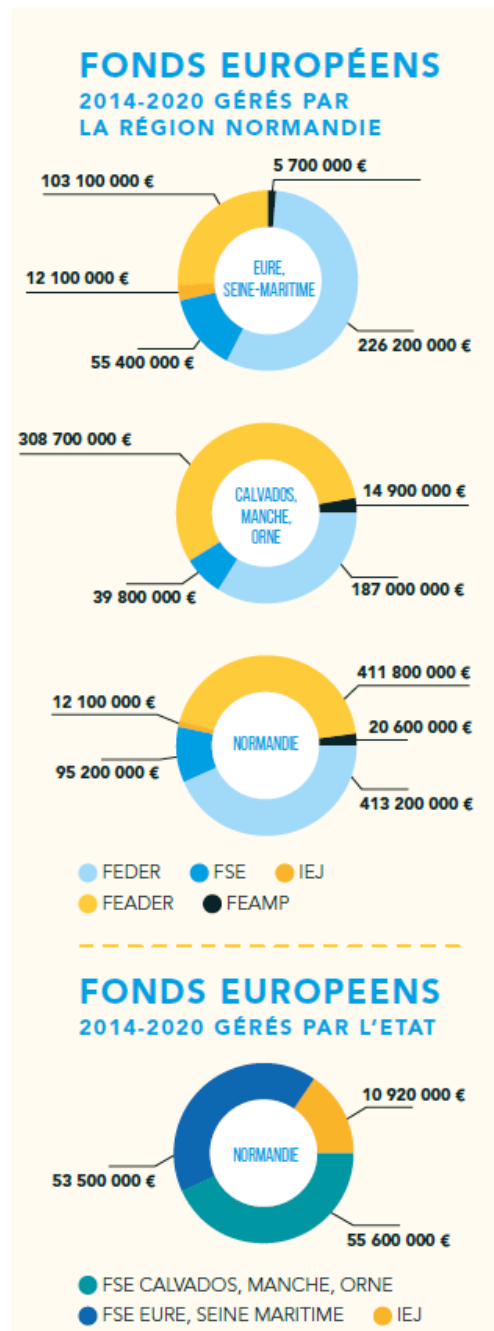 FONDS EUROPÉENS
2014-2020 GÉRÉS PAR
LA RÉGION NORMANDIE
5 700 000 €
103 100 000 €
EURE,
SEINE-MARITIME
12 100 000 €
226 200 000 €
55 400 000 €
308 700 000 €
CALVADOS,
MANCHE,
ORNE
14 900 000 €
187 000 000 €
39 800 000 €
411 800 000 €
12 100 000 €
20 600 000 €
NORMANDIE
95 200 000 €
413 200 000 €
FEDER FSE IEJ
FEADER FEAMP
FONDS EUROPEENS
2014-2020 GÉRÉS PAR L'ETAT
10 920 000 €
NORMANDIE
53 500 000 €
55 600 000 €
FSE CALVADOS, MANCHE, ORNE
FSE EURE, SEINE MARITIME IEJ